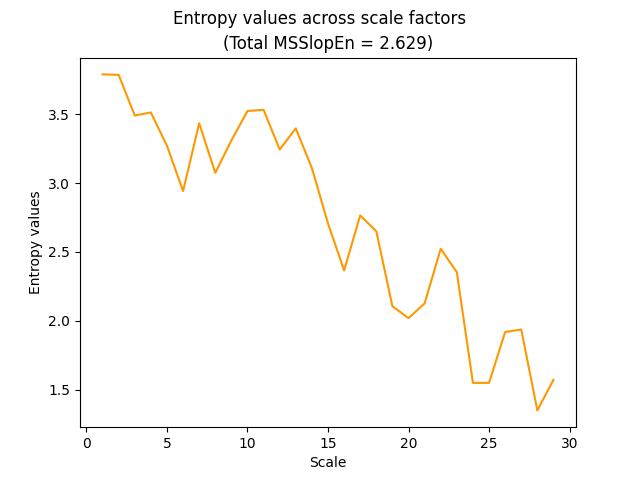 Entropy values across scale factors
(Total MSSlopEn = 2.629)
3.5
3.0
2.5
2.0
1.5
Entropy values
0 5 10 15 20 25 30
Scale